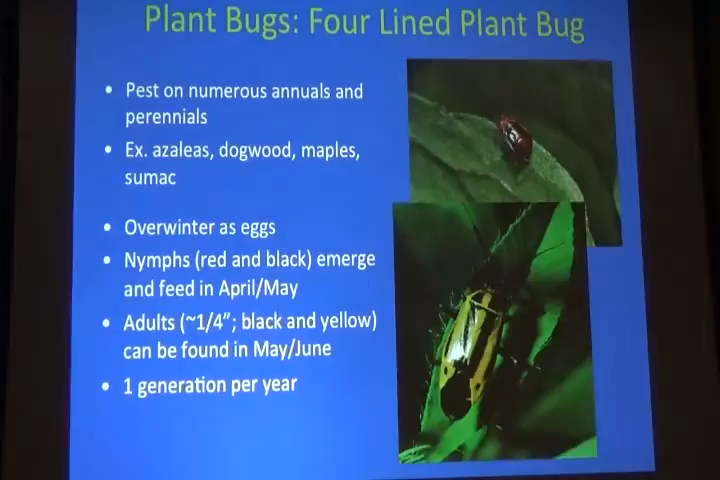 Plant Bugs: Four Lined Plant Bug
• Pest on numerous annuals and
perennials
• Ex. azaleas, dogwood, maples,
sumac
• Overwinter as eggs
• Nymphs (red and black) emerge
and feed in April/May
• Adults (~1/4"; black and yellow)
can be found in May/June
• 1 generation per year